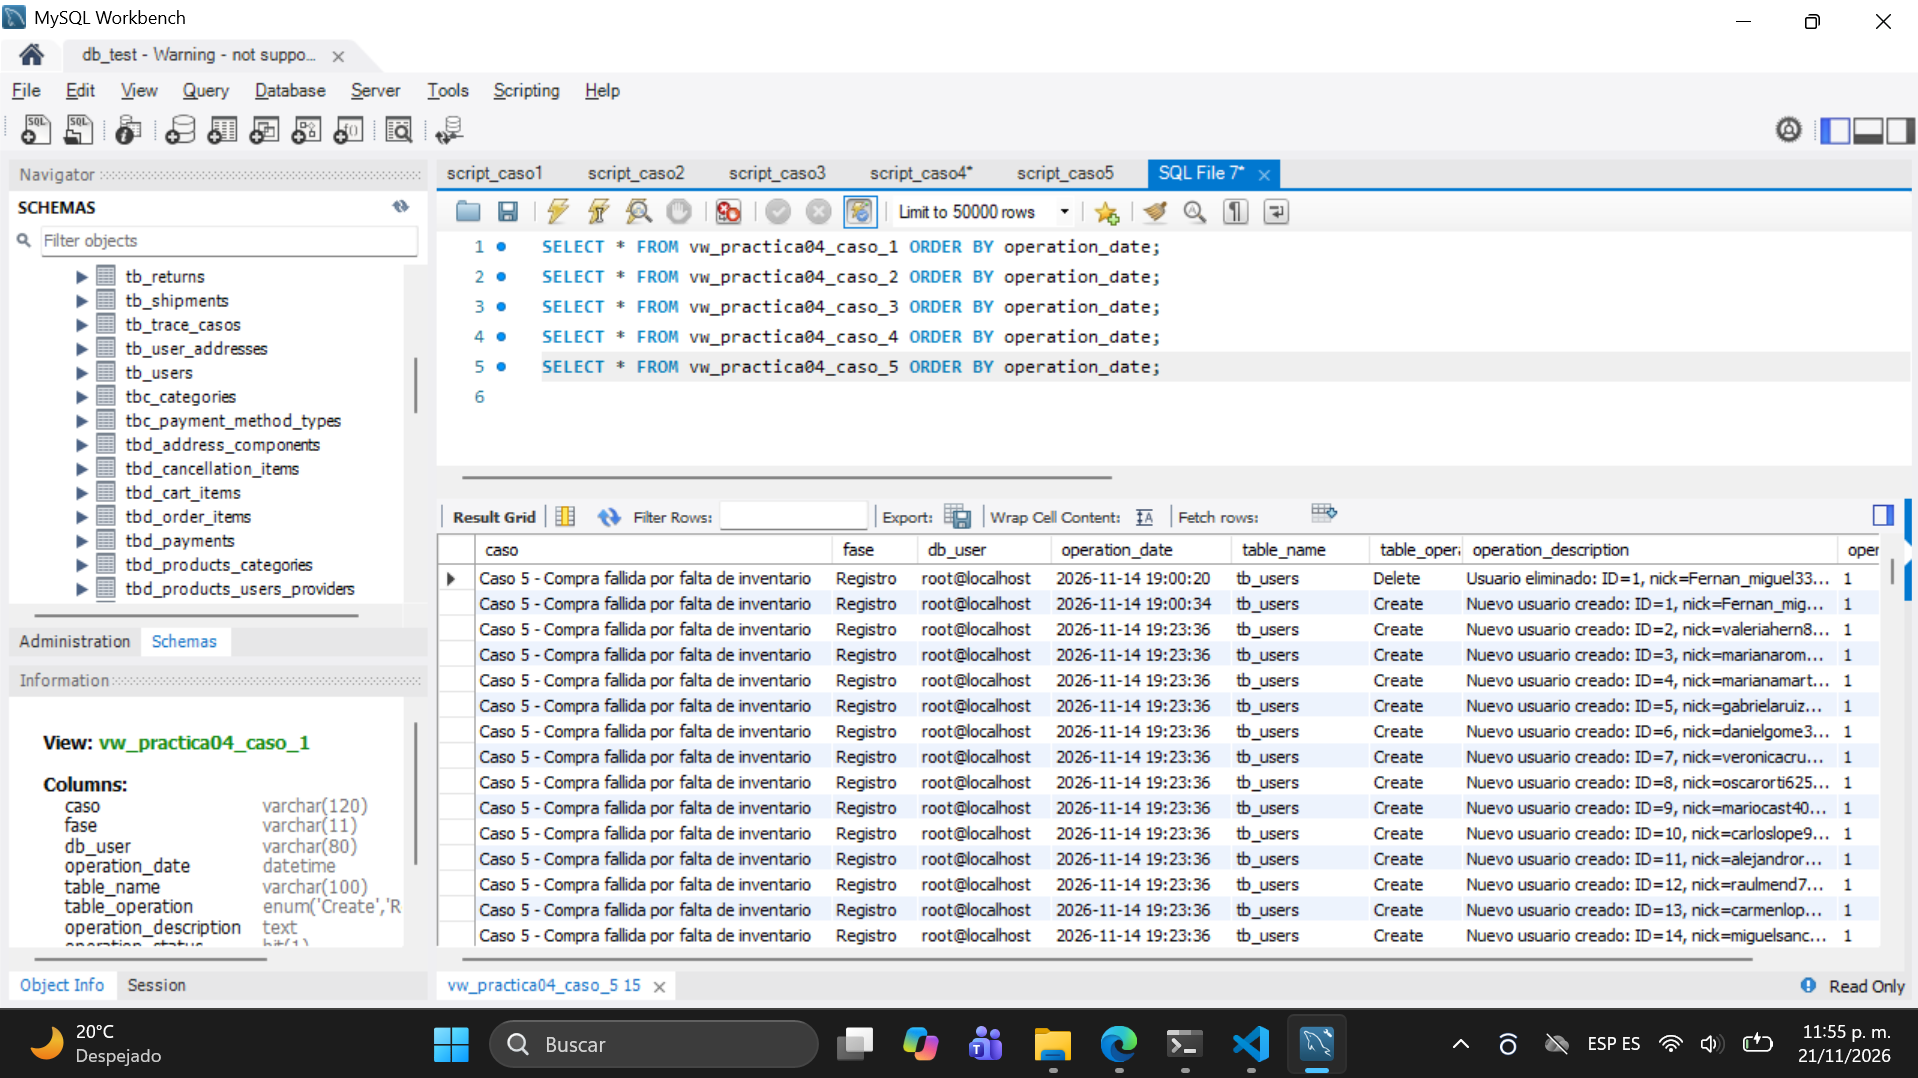 MySQL Workbench
db_test - Warning - not suppo...
File Edit View Query Database Server Tools Scripting Help
Navigator
SCHEMAS
Filter objects
tb_returns
tb_shipments
tb_trace_casos
tb_user_addresses
tb_users
tbc_categories
tbc_payment_method_types
tbd_address_components
tbd_cancellation_items
tbd_cart_items
tbd_order_items
tbd_payments
tbd_products_categories
tbd_products_users_providers
Administration Schemas
Information
View: vw_practica04_caso_1
Columns:
caso varchar(120)
fase varchar(11)
db_user varchar(80)
operation_date datetime
table_name varchar(100)
table_operation enum('Create','R
operation_description text
operation_status bit(1)
Object Info Session
script_caso1 script_caso2 script_caso3 script_caso4* script_caso5 SQL File 7*
Limit to 50000 rows
1 SELECT * FROM vw_practica04_caso_1 ORDER BY operation_date;
2 SELECT * FROM vw_practica04_caso_2 ORDER BY operation_date;
3 SELECT * FROM vw_practica04_caso_3 ORDER BY operation_date;
4 SELECT * FROM vw_practica04_caso_4 ORDER BY operation_date;
5 SELECT * FROM vw_practica04_caso_5 ORDER BY operation_date;
6
Result Grid Filter Rows: Export: Wrap Cell Content: Fetch rows:
caso fase db_user operation_date table_name table_opera operation_description oper
Caso 5 - Compra fallida por falta de inventario Registro root@localhost 2026-11-14 19:00:20 tb_users Delete Usuario eliminado: ID=1, nick=Fernan_miguel33... 1
Caso 5 - Compra fallida por falta de inventario Registro root@localhost 2026-11-14 19:00:34 tb_users Create Nuevo usuario creado: ID=1, nick=Fernan_mig... 1
Caso 5 - Compra fallida por falta de inventario Registro root@localhost 2026-11-14 19:23:36 tb_users Create Nuevo usuario creado: ID=2, nick=valeriahern8... 1
Caso 5 - Compra fallida por falta de inventario Registro root@localhost 2026-11-14 19:23:36 tb_users Create Nuevo usuario creado: ID=3, nick=marianarom... 1
Caso 5 - Compra fallida por falta de inventario Registro root@localhost 2026-11-14 19:23:36 tb_users Create Nuevo usuario creado: ID=4, nick=marianamart... 1
Caso 5 - Compra fallida por falta de inventario Registro root@localhost 2026-11-14 19:23:36 tb_users Create Nuevo usuario creado: ID=5, nick=gabrielaruiz... 1
Caso 5 - Compra fallida por falta de inventario Registro root@localhost 2026-11-14 19:23:36 tb_users Create Nuevo usuario creado: ID=6, nick=danielgome3... 1
Caso 5 - Compra fallida por falta de inventario Registro root@localhost 2026-11-14 19:23:36 tb_users Create Nuevo usuario creado: ID=7, nick=veronicacru... 1
Caso 5 - Compra fallida por falta de inventario Registro root@localhost 2026-11-14 19:23:36 tb_users Create Nuevo usuario creado: ID=8, nick=oscarorti625... 1
Caso 5 - Compra fallida por falta de inventario Registro root@localhost 2026-11-14 19:23:36 tb_users Create Nuevo usuario creado: ID=9, nick=mariocast40... 1
Caso 5 - Compra fallida por falta de inventario Registro root@localhost 2026-11-14 19:23:36 tb_users Create Nuevo usuario creado: ID=10, nick=carloslope9... 1
Caso 5 - Compra fallida por falta de inventario Registro root@localhost 2026-11-14 19:23:36 tb_users Create Nuevo usuario creado: ID=11, nick=alejandror... 1
Caso 5 - Compra fallida por falta de inventario Registro root@localhost 2026-11-14 19:23:36 tb_users Create Nuevo usuario creado: ID=12, nick=raulmend7... 1
Caso 5 - Compra fallida por falta de inventario Registro root@localhost 2026-11-14 19:23:36 tb_users Create Nuevo usuario creado: ID=13, nick=carmenlop... 1
Caso 5 - Compra fallida por falta de inventario Registro root@localhost 2026-11-14 19:23:36 tb_users Create Nuevo usuario creado: ID=14, nick=miguelsanc... 1
vw_practica04_caso_5 15
Read Only
20°C
Despejado
Buscar
ESP ES
11:55 p. m.
21/11/2026